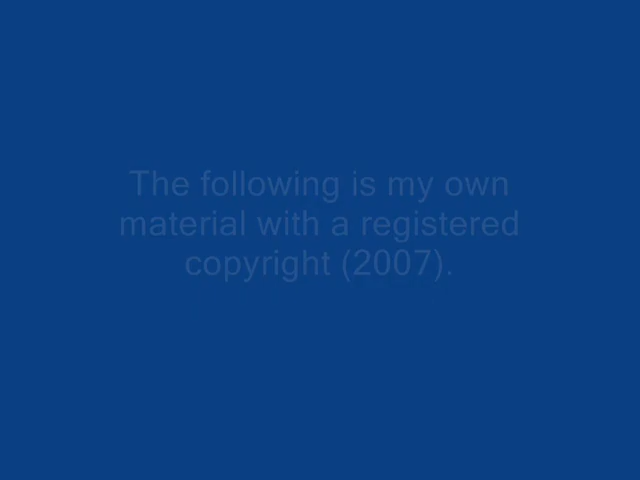 The following is my own
material with a registered
copyright (2007).